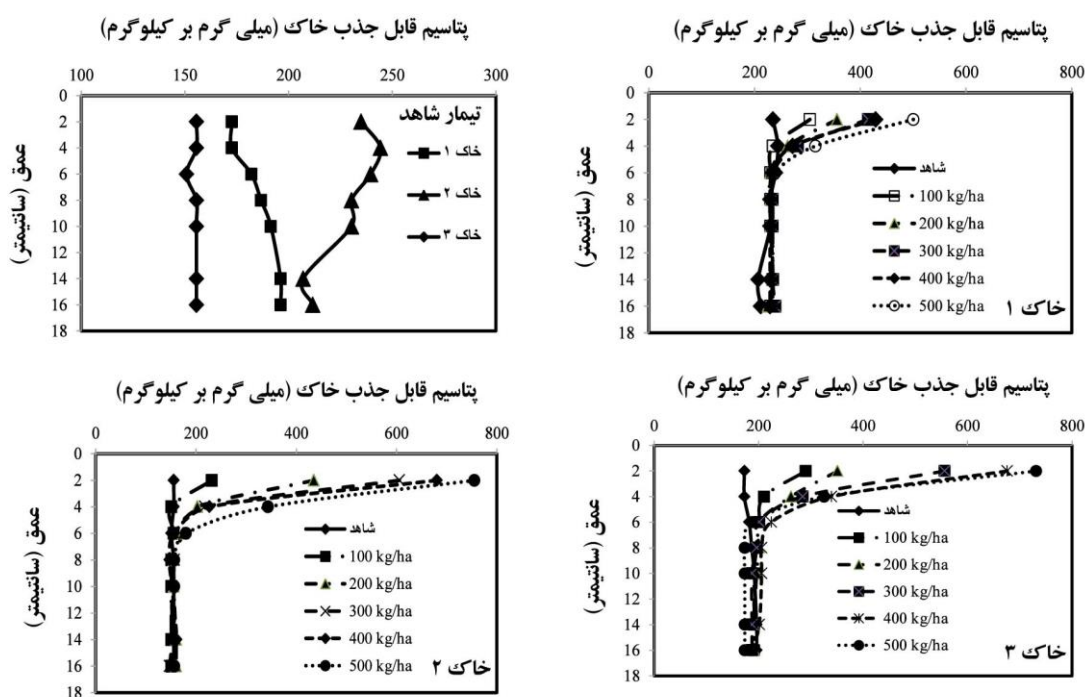 پتاسیم قابل جذب خاک (میلی گرم بر کیلوگرم)
100 150 200 250 300
عمق (سانتیمتر)
0
2
4
6
8
10
12
14
16
18
تیمار شاهد
خاک ۱
خاک ۲
خاک ۳
پتاسیم قابل جذب خاک (میلی گرم بر کیلوگرم)
0 200 400 600 800
عمق (سانتیمتر)
0
2
4
6
8
10
12
14
16
18
شاهد
100 kg/ha
200 kg/ha
300 kg/ha
400 kg/ha
500 kg/ha
خاک ۱
پتاسیم قابل جذب خاک (میلی گرم بر کیلوگرم)
0 200 400 600 800
عمق (سانتیمتر)
0
2
4
6
8
10
12
14
16
18
شاهد
100 kg/ha
200 kg/ha
300 kg/ha
400 kg/ha
500 kg/ha
خاک ۲
پتاسیم قابل جذب خاک (میلی گرم بر کیلوگرم)
0 200 400 600 800
عمق (سانتیمتر)
0
2
4
6
8
10
12
14
16
18
شاهد
100 kg/ha
200 kg/ha
300 kg/ha
400 kg/ha
500 kg/ha
خاک ۳